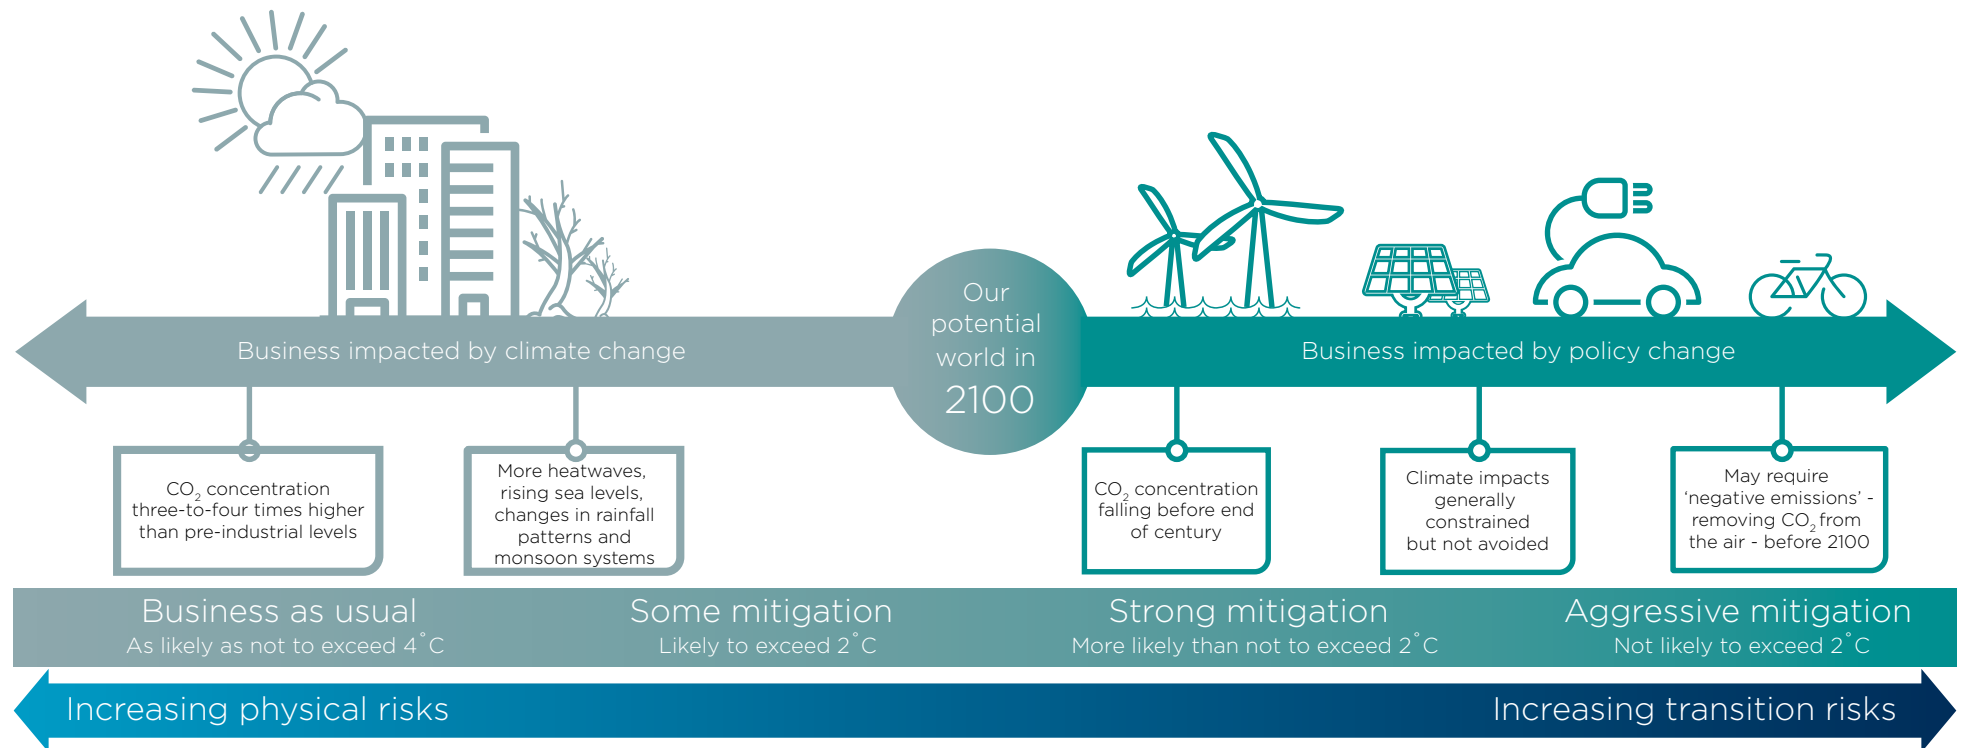 Our
potential
world in
2100
Business impacted by climate change
Business impacted by policy change
CO₂ concentration
three-to-four times higher
than pre-industrial levels
More heatwaves,
rising sea levels,
changes in rainfall
patterns and
monsoon systems
CO₂ concentration
falling before end
of century
Climate impacts
generally
constrained
but not avoided
May require
‘negative emissions’ -
removing CO₂ from
the air - before 2100
Business as usual
As likely as not to exceed 4°C
Some mitigation
Likely to exceed 2°C
Strong mitigation
More likely than not to exceed 2°C
Aggressive mitigation
Not likely to exceed 2°C
Increasing physical risks
Increasing transition risks